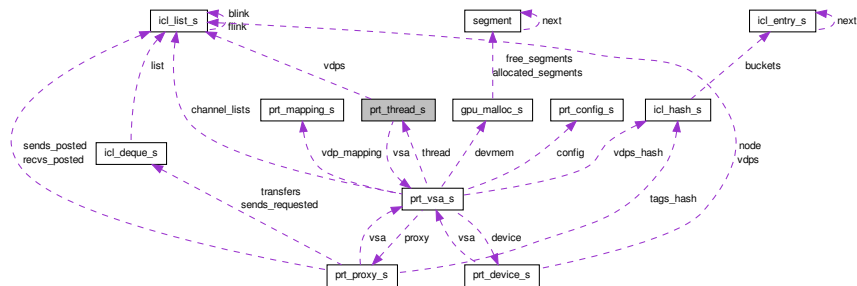 icl_list_s
blink
flink
segment
next
icl_entry_s
next
list
vdps
free_segments
allocated_segments
buckets
channel_lists
prt_mapping_s
prt_thread_s
gpu_malloc_s
prt_config_s
icl_hash_s
sends_posted
recvs_posted
icl_deque_s
vdp_mapping
vsa
thread
devmem
config
vdps_hash
node
vdps
transfers
sends_requested
prt_vsa_s
tags_hash
vsa
proxy
vsa
device
prt_proxy_s
prt_device_s